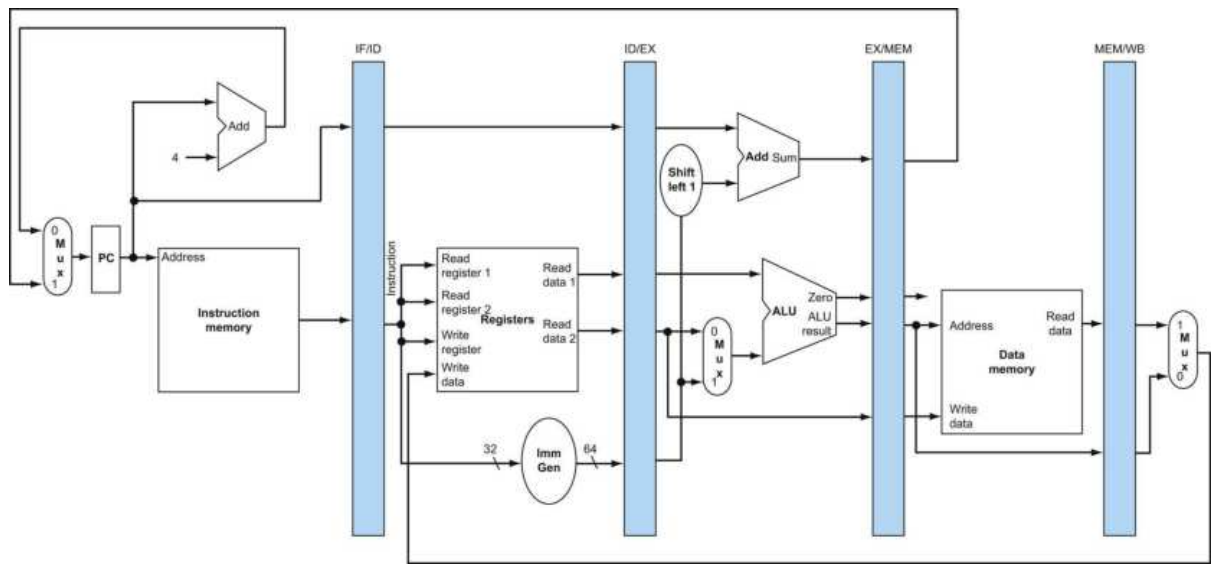 IF/ID
ID/EX
EX/MEM
MEM/WB
Add
4
Add Sum
Shift
left 1
0
M
u
x
1
PC
Address
Instruction
memory
Instruction
Read
register 1
Read
register 2
Write
register
Write
data
Registers
Read
data 1
Read
data 2
0
M
u
x
1
Zero
ALU
ALU
result
Address
Read
data
Data
memory
Write
data
1
M
u
x
0
32
Imm
Gen
64